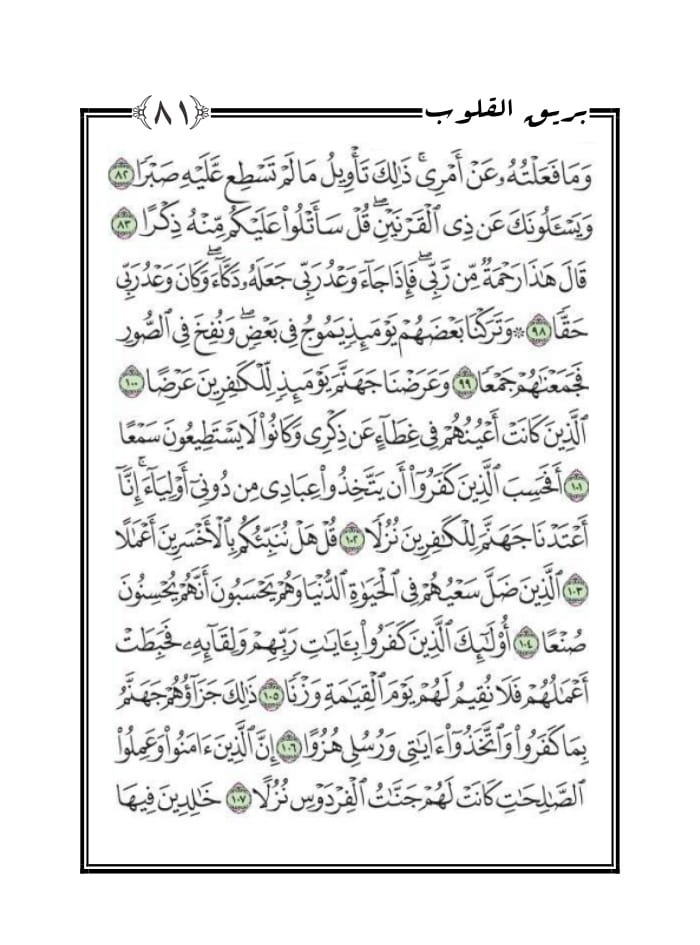 بريق القلوب ﴿٨١﴾
وَمَا فَعَلْتُهُۥ عَنْ أَمْرِىۚ ذَٰلِكَ تَأْوِيلُ مَا لَمْ تَسْطِع عَّلَيْهِ صَبْرًا ٨٢
وَيَسْـَٔلُونَكَ عَن ذِى ٱلْقَرْنَيْنِۖ قُلْ سَأَتْلُوا۟ عَلَيْكُم مِّنْهُ ذِكْرًا ٨٣
قَالَ هَٰذَا رَحْمَةٌ مِّن رَّبِّىۖ فَإِذَا جَآءَ وَعْدُ رَبِّى جَعَلَهُۥ دَكَّآءَۖ وَكَانَ وَعْدُ رَبِّى
حَقًّا ٩٨ ۞ وَتَرَكْنَا بَعْضَهُمْ يَوْمَئِذٍ يَمُوجُ فِى بَعْضٍۖ وَنُفِخَ فِى ٱلصُّورِ
فَجَمَعْنَٰهُمْ جَمْعًا ٩٩ وَعَرَضْنَا جَهَنَّمَ يَوْمَئِذٍ لِّلْكَٰفِرِينَ عَرْضًا ١٠٠
ٱلَّذِينَ كَانَتْ أَعْيُنُهُمْ فِى غِطَآءٍ عَن ذِكْرِى وَكَانُوا۟ لَا يَسْتَطِيعُونَ سَمْعًا
١٠١ أَفَحَسِبَ ٱلَّذِينَ كَفَرُوٓا۟ أَن يَتَّخِذُوا۟ عِبَادِى مِن دُونِىٓ أَوْلِيَآءَۚ إِنَّآ
أَعْتَدْنَا جَهَنَّمَ لِلْكَٰفِرِينَ نُزُلًا ١٠٢ قُلْ هَلْ نُنَبِّئُكُم بِٱلْأَخْسَرِينَ أَعْمَٰلًا
١٠٣ ٱلَّذِينَ ضَلَّ سَعْيُهُمْ فِى ٱلْحَيَوٰةِ ٱلدُّنْيَا وَهُمْ يَحْسَبُونَ أَنَّهُمْ يُحْسِنُونَ
صُنْعًا ١٠٤ أُو۟لَٰٓئِكَ ٱلَّذِينَ كَفَرُوا۟ بِـَٔايَٰتِ رَبِّهِمْ وَلِقَآئِهِۦ فَحَبِطَتْ
أَعْمَٰلُهُمْ فَلَا نُقِيمُ لَهُمْ يَوْمَ ٱلْقِيَٰمَةِ وَزْنًا ١٠٥ ذَٰلِكَ جَزَآؤُهُمْ جَهَنَّمُ
بِمَا كَفَرُوا۟ وَٱتَّخَذُوٓا۟ ءَايَٰتِى وَرُسُلِى هُزُوًا ١٠٦ إِنَّ ٱلَّذِينَ ءَامَنُوا۟ وَعَمِلُوا۟
ٱلصَّٰلِحَٰتِ كَانَتْ لَهُمْ جَنَّٰتُ ٱلْفِرْدَوْسِ نُزُلًا ١٠٧ خَٰلِدِينَ فِيهَا